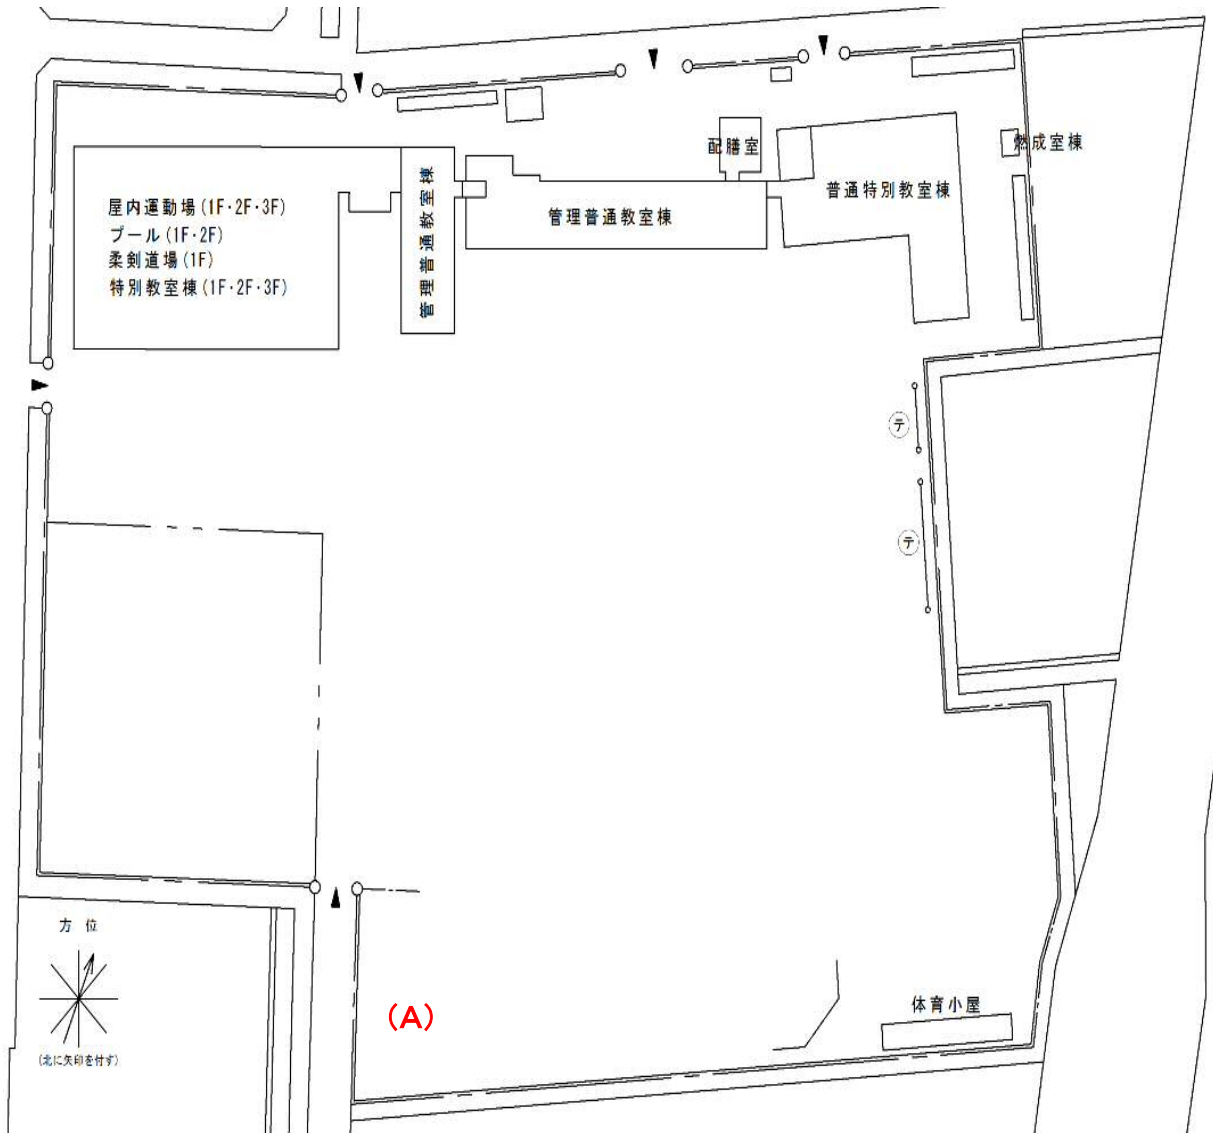 配膳室
燃成室棟
屋内運動場(1F・2F・3F)
プール(1F・2F)
柔剣道場(1F)
特別教室棟(1F・2F・3F)
管理普通教室棟
管理普通教室棟
普通特別教室棟
テ
テ
方位
(北に矢印を付す)
(A)
体育小屋